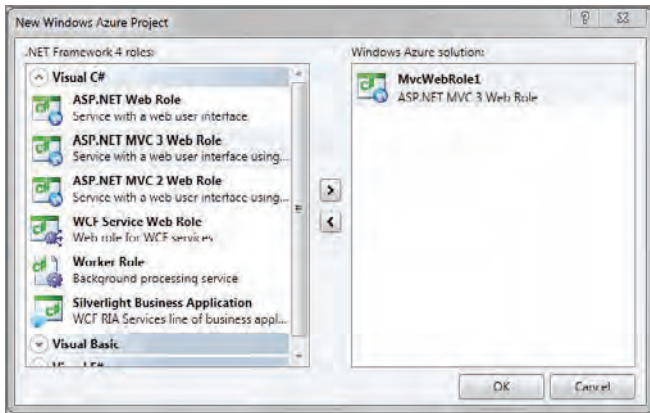 New Windows Azure Project
.NET Framework 4 roles:
Visual C#
ASP.NET Web Role
Service with a web user interface
ASP.NET MVC 3 Web Role
Service with a web user interface using...
ASP.NET MVC 2 Web Role
Service with a web user interface using...
WCF Service Web Role
Web role for WCF services
Worker Role
Background processing service
Silverlight Business Application
WCF RIA Services line of business appl...
Visual Basic
Windows Azure solution:
MvcWebRole1
ASP.NET MVC 3 Web Role
OK
Cancel